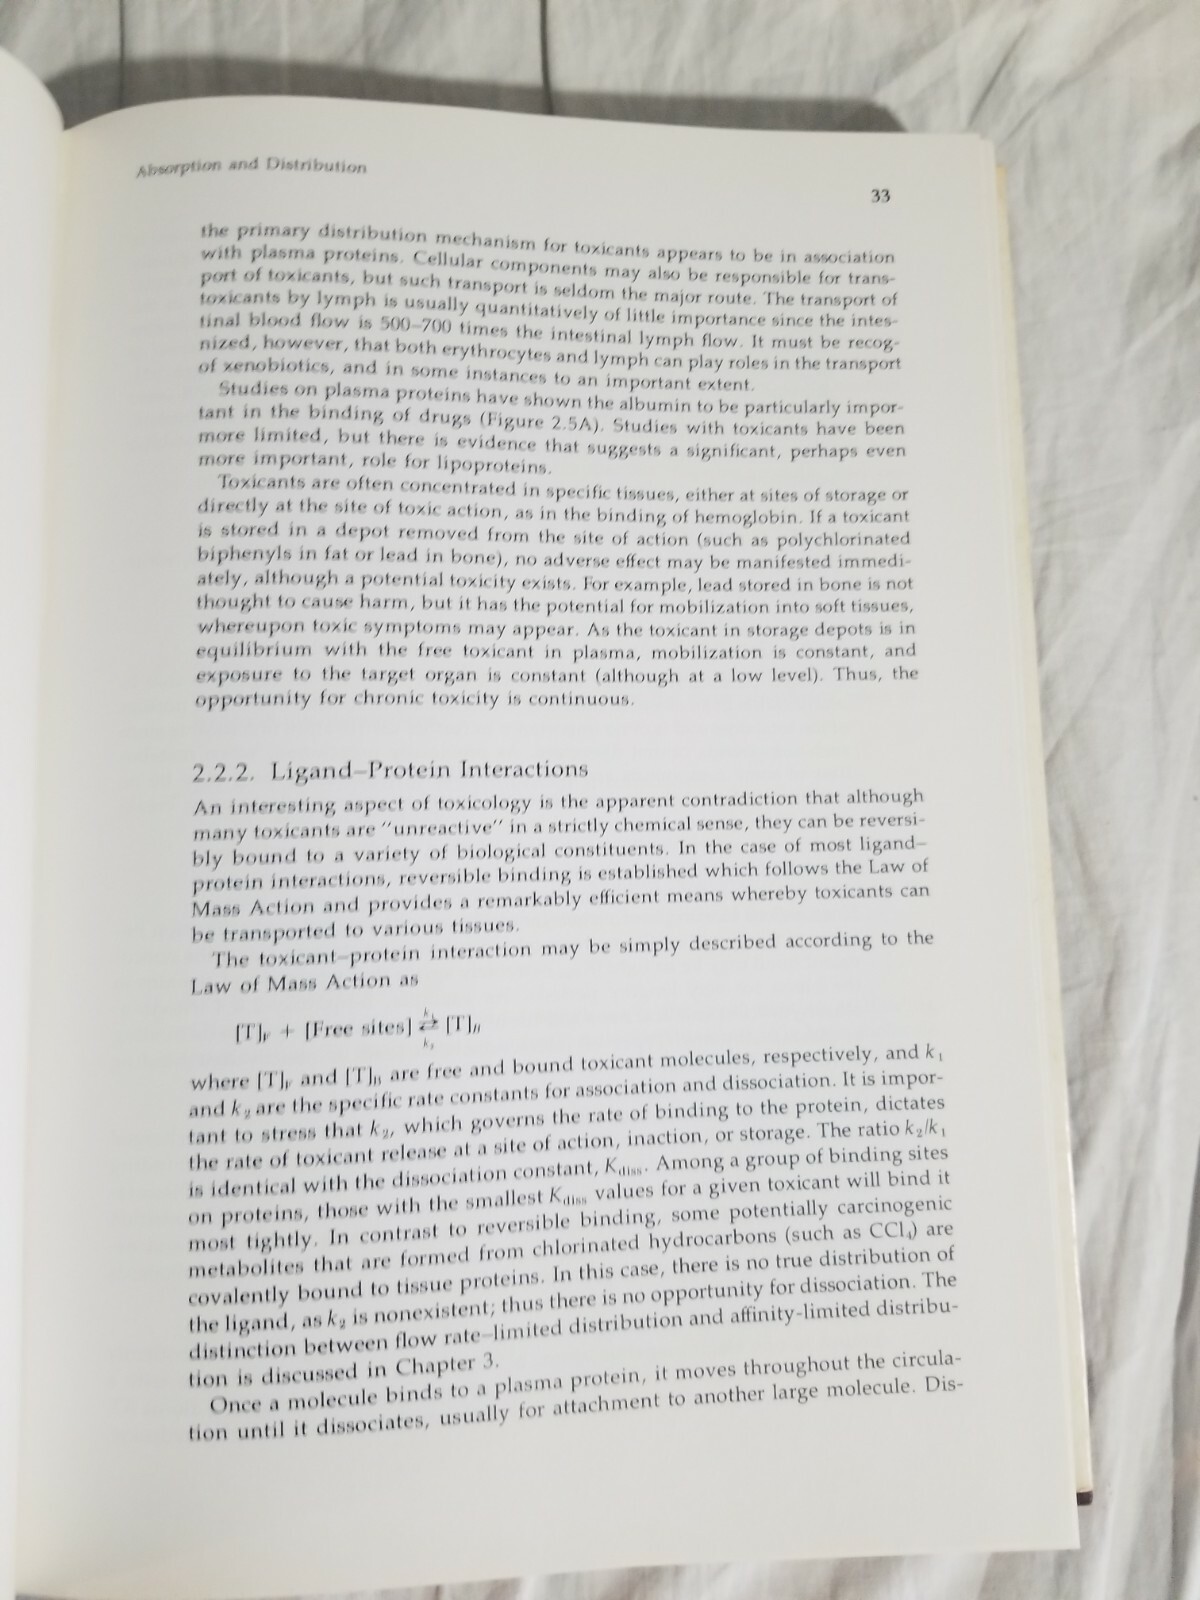 Absorption and Distribution
33
the primary distribution mechanism for toxicants appears to be in association
with plasma proteins. Cellular components may also be responsible for trans-
port of toxicants, but such transport is seldom the major route. The transport of
toxicants by lymph is usually quantitatively of little importance since the intes-
tinal blood flow is 500–700 times the intestinal lymph flow. It must be recog-
nized, however, that both erythrocytes and lymph can play roles in the transport
of xenobiotics, and in some instances to an important extent.
Studies on plasma proteins have shown the albumin to be particularly impor-
tant in the binding of drugs (Figure 2.5A). Studies with toxicants have been
more limited, but there is evidence that suggests a significant, perhaps even
more important, role for lipoproteins.
Toxicants are often concentrated in specific tissues, either at sites of storage or
directly at the site of toxic action, as in the binding of hemoglobin. If a toxicant
is stored in a depot removed from the site of action (such as polychlorinated
biphenyls in fat or lead in bone), no adverse effect may be manifested immedi-
ately, although a potential toxicity exists. For example, lead stored in bone is not
thought to cause harm, but it has the potential for mobilization into soft tissues,
whereupon toxic symptoms may appear. As the toxicant in storage depots is in
equilibrium with the free toxicant in plasma, mobilization is constant, and
exposure to the target organ is constant (although at a low level). Thus, the
opportunity for chronic toxicity is continuous.
2.2.2. Ligand–Protein Interactions
An interesting aspect of toxicology is the apparent contradiction that although
many toxicants are "unreactive" in a strictly chemical sense, they can be reversi-
bly bound to a variety of biological constituents. In the case of most ligand–
protein interactions, reversible binding is established which follows the Law of
Mass Action and provides a remarkably efficient means whereby toxicants can
be transported to various tissues.
The toxicant–protein interaction may be simply described according to the
Law of Mass Action as
[T]F + [Free sites] k1 ⇄ k2 [T]B
where [T]F and [T]B are free and bound toxicant molecules, respectively, and k1
and k2 are the specific rate constants for association and dissociation. It is impor-
tant to stress that k2, which governs the rate of binding to the protein, dictates
the rate of toxicant release at a site of action, inaction, or storage. The ratio k2/k1
is identical with the dissociation constant, Kdiss. Among a group of binding sites
on proteins, those with the smallest Kdiss values for a given toxicant will bind it
most tightly. In contrast to reversible binding, some potentially carcinogenic
metabolites that are formed from chlorinated hydrocarbons (such as CCl4) are
covalently bound to tissue proteins. In this case, there is no true distribution of
the ligand, as k2 is nonexistent; thus there is no opportunity for dissociation. The
distinction between flow rate–limited distribution and affinity-limited distribu-
tion is discussed in Chapter 3.
Once a molecule binds to a plasma protein, it moves throughout the circula-
tion until it dissociates, usually for attachment to another large molecule. Dis-